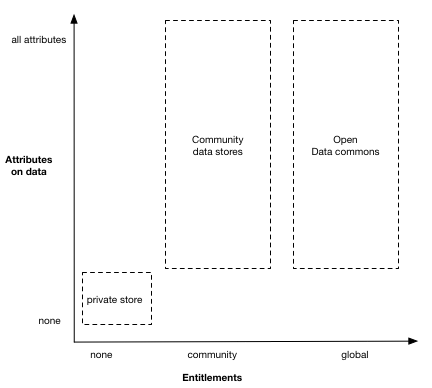 all attributes
Community
data stores
Open
Data commons
Attributes
on data
private store
none
none
community
global
Entitlements